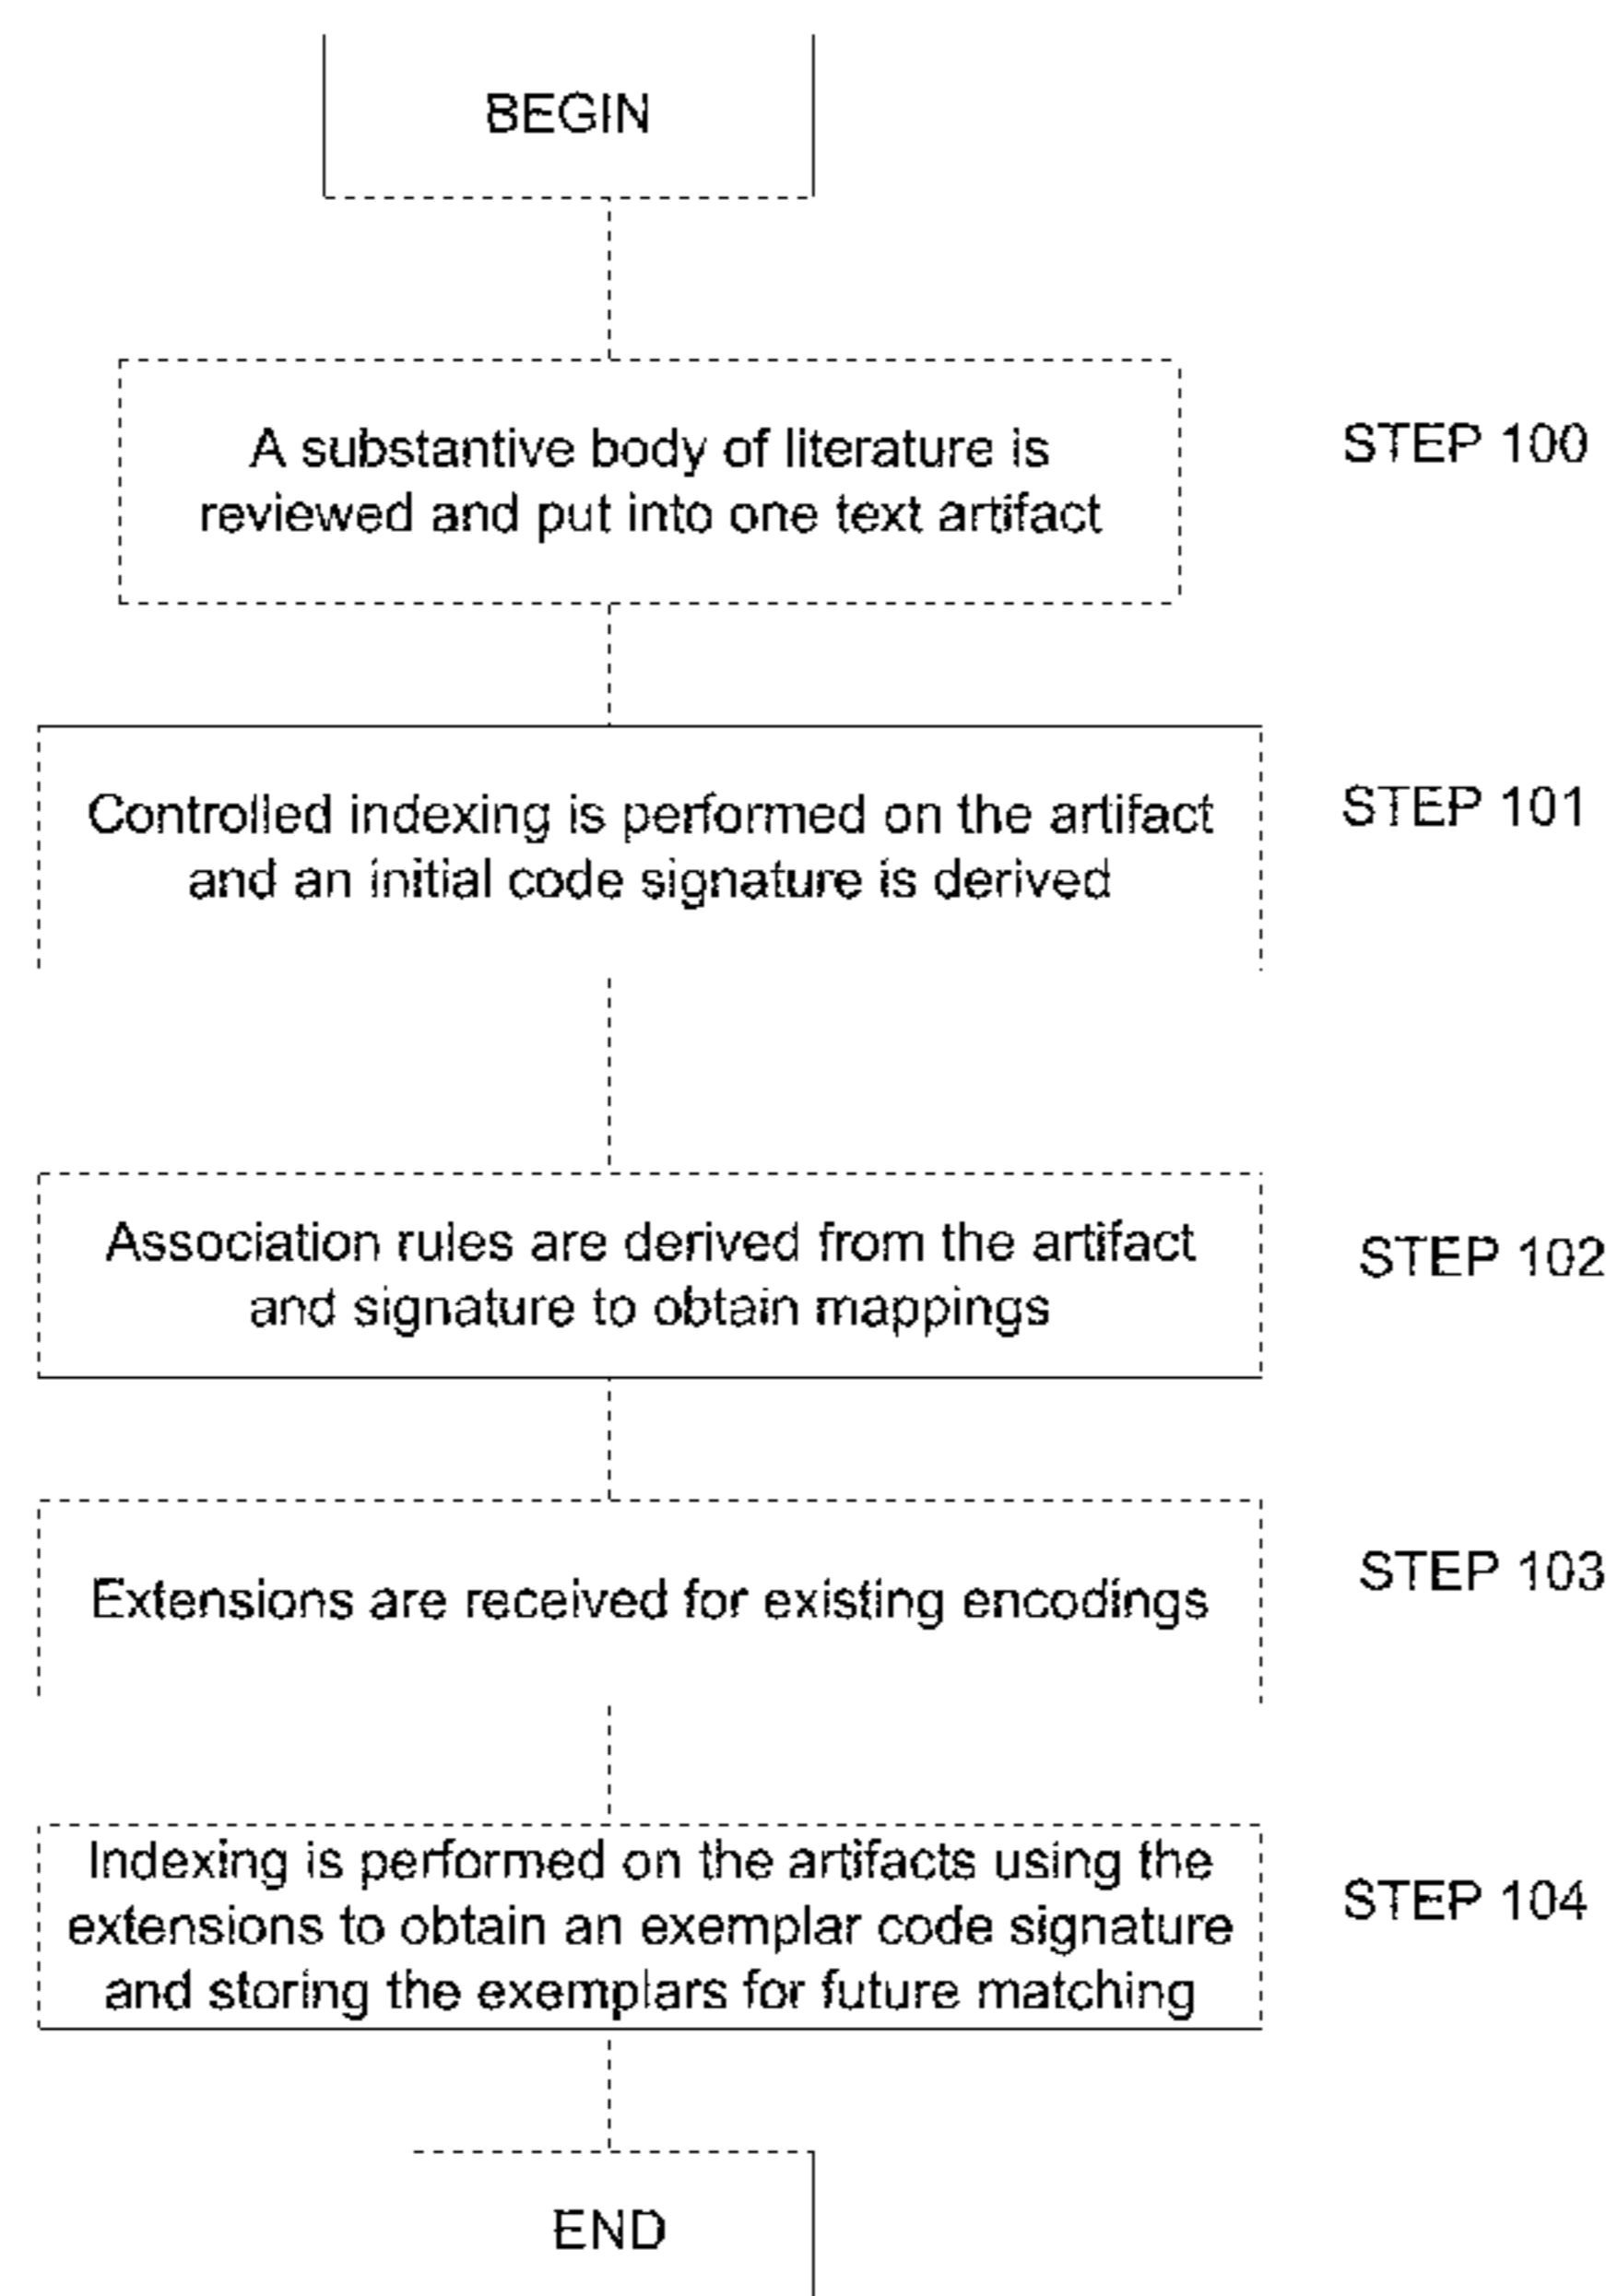 BEGIN
A substantive body of literature is
reviewed and put into one text artifact
STEP 100
Controlled indexing is performed on the artifact
and an initial code signature is derived
STEP 101
Association rules are derived from the artifact
and signature to obtain mappings
STEP 102
Extensions are received for existing encodings
STEP 103
Indexing is performed on the artifacts using the
extensions to obtain an exemplar code signature
and storing the exemplars for future matching
STEP 104
END